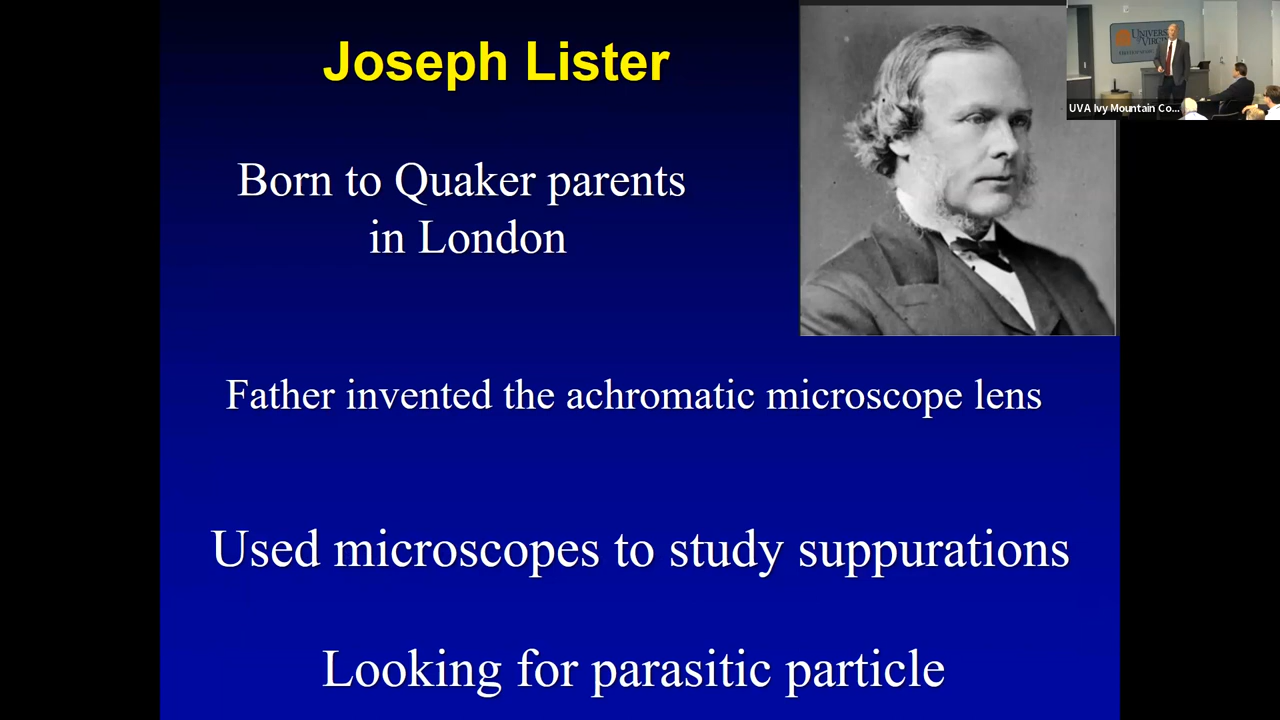 Joseph Lister
Born to Quaker parents
in London
Father invented the achromatic microscope lens
Used microscopes to study suppurations
Looking for parasitic particle
UVA Ivy Mountain Co...